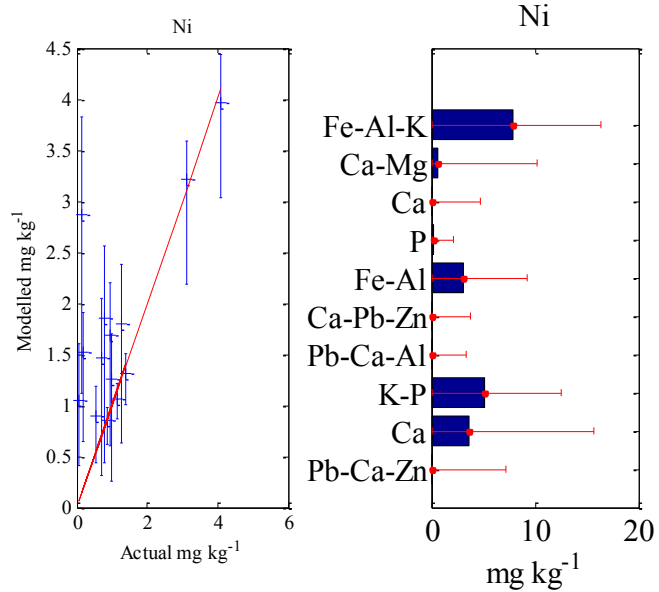 Ni
4.5
4
3.5
3
2.5
2
1.5
1
0.5
0
0 2 4 6
Modelled mg kg-1
Actual mg kg-1
Ni
Fe-Al-K
Ca-Mg
Ca
P
Fe-Al
Ca-Pb-Zn
Pb-Ca-Al
K-P
Ca
Pb-Ca-Zn
0 10 20
mg kg-1